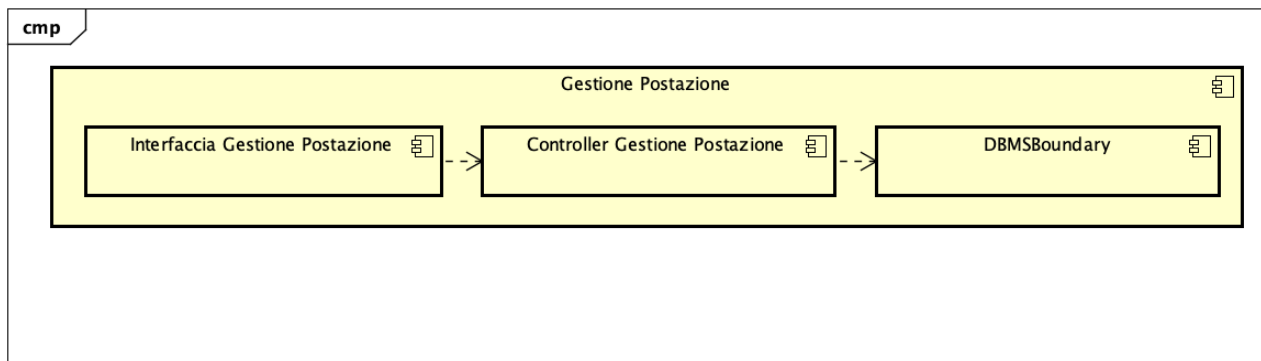 cmp
Gestione Postazione
Interfaccia Gestione Postazione
Controller Gestione Postazione
DBMSBoundary